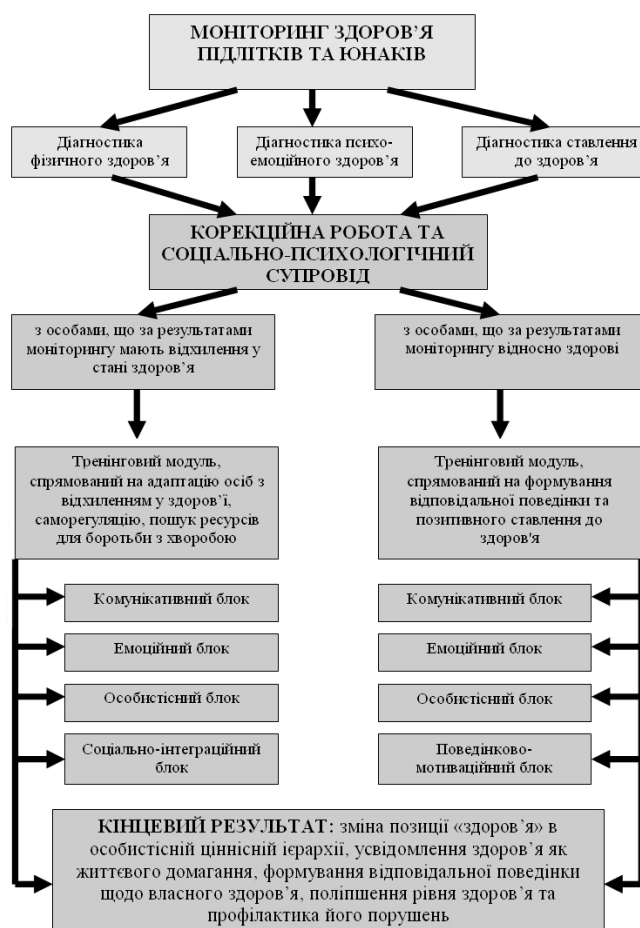 МОНІТОРИНГ ЗДОРОВ’Я
ПІДЛІТКІВ ТА ЮНАКІВ
Діагностика
фізичного здоров’я
Діагностика психо-
емоційного здоров’я
Діагностика ставлення
до здоров’я
КОРЕКЦІЙНА РОБОТА ТА
СОЦІАЛЬНО-ПСИХОЛОГІЧНИЙ
СУПРОВІД
з особами, що за результатами
моніторингу мають відхилення у
стані здоров’я
з особами, що за результатами
моніторингу відносно здорові
Тренінговий модуль,
спрямований на адаптацію осіб з
відхиленням у здоров’ї,
саморегуляцію, пошук ресурсів
для боротьби з хворобою
Тренінговий модуль,
спрямований на формування
відповідальної поведінки та
позитивного ставлення до
здоров'я
Комунікативний блок
Емоційний блок
Особистісний блок
Соціально-інтеграційний
блок
Комунікативний блок
Емоційний блок
Особистісний блок
Поведінково-
мотиваційний блок
КІНЦЕВИЙ РЕЗУЛЬТАТ: зміна позиції «здоров’я» в
особистісній ціннісній ієрархії, усвідомлення здоров’я як
життєвого домагання, формування відповідальної поведінки
щодо власного здоров’я, поліпшення рівня здоров’я та
профілактика його порушень